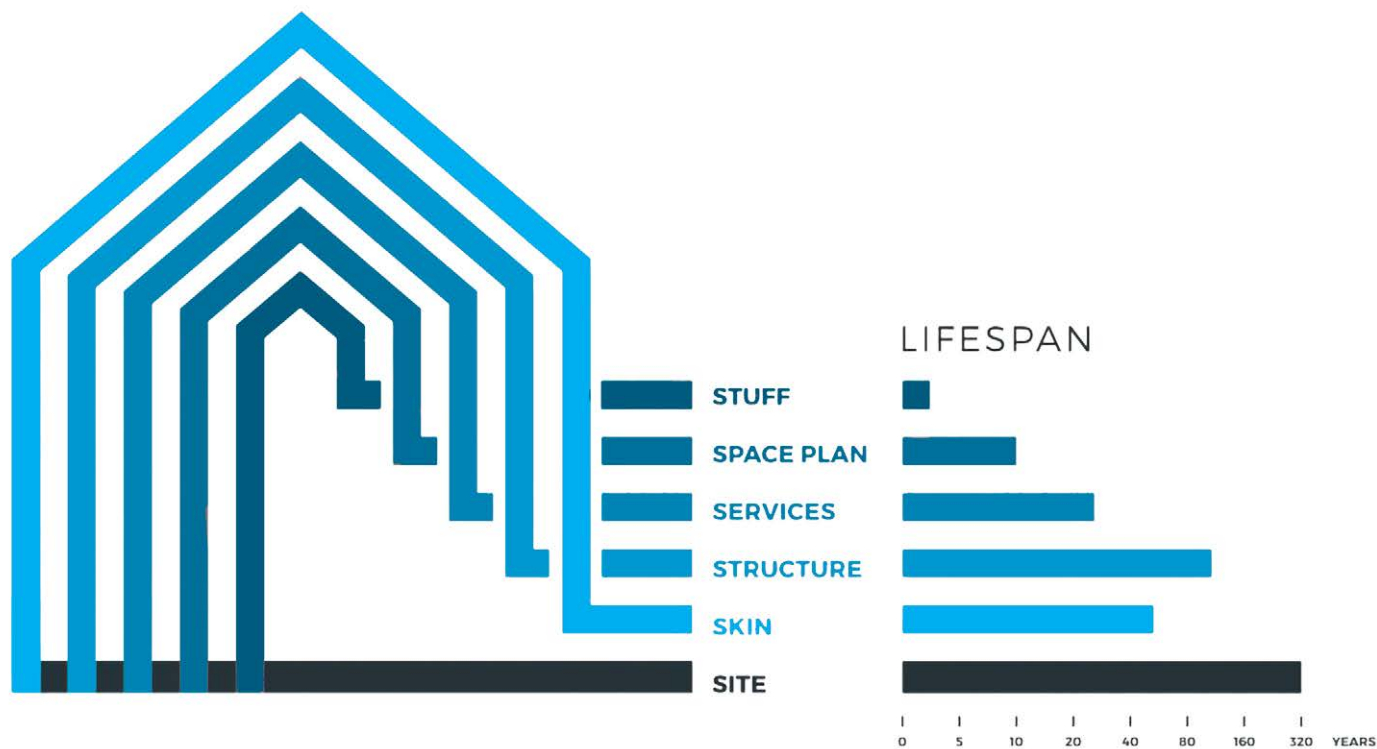 LIFESPAN
STUFF
SPACE PLAN
SERVICES
STRUCTURE
SKIN
SITE
0 5 10 20 40 80 160 320 YEARS